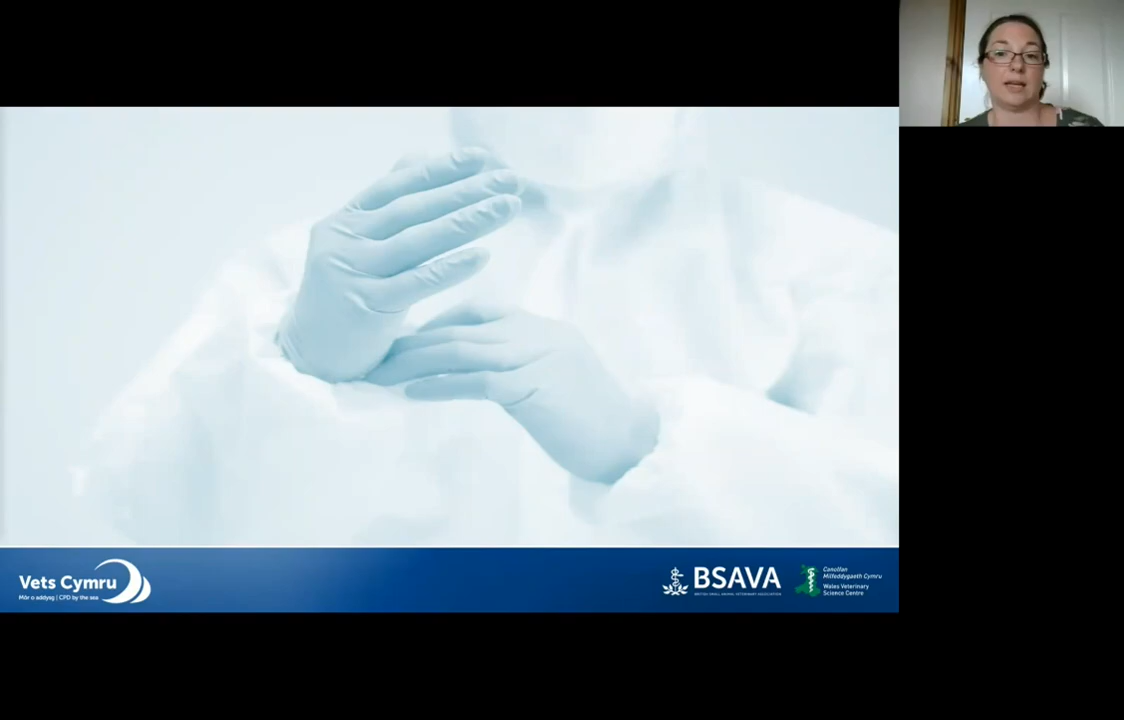 Vets Cymru
Môr o addysg | CPD by the sea
BSAVA
BRITISH SMALL ANIMAL VETERINARY ASSOCIATION
Canolfan
Milfeddygaeth Cymru
Wales Veterinary
Science Centre